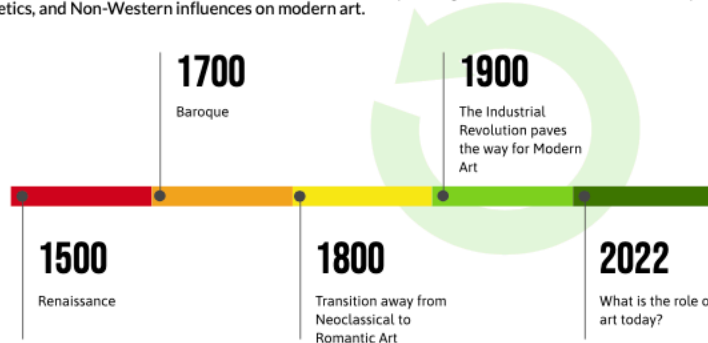 etics, and Non-Western influences on modern art.
1700
Baroque
1900
The Industrial
Revolution paves
the way for Modern
Art
1500
Renaissance
1800
Transition away from
Neoclassical to
Romantic Art
2022
What is the role o
art today?